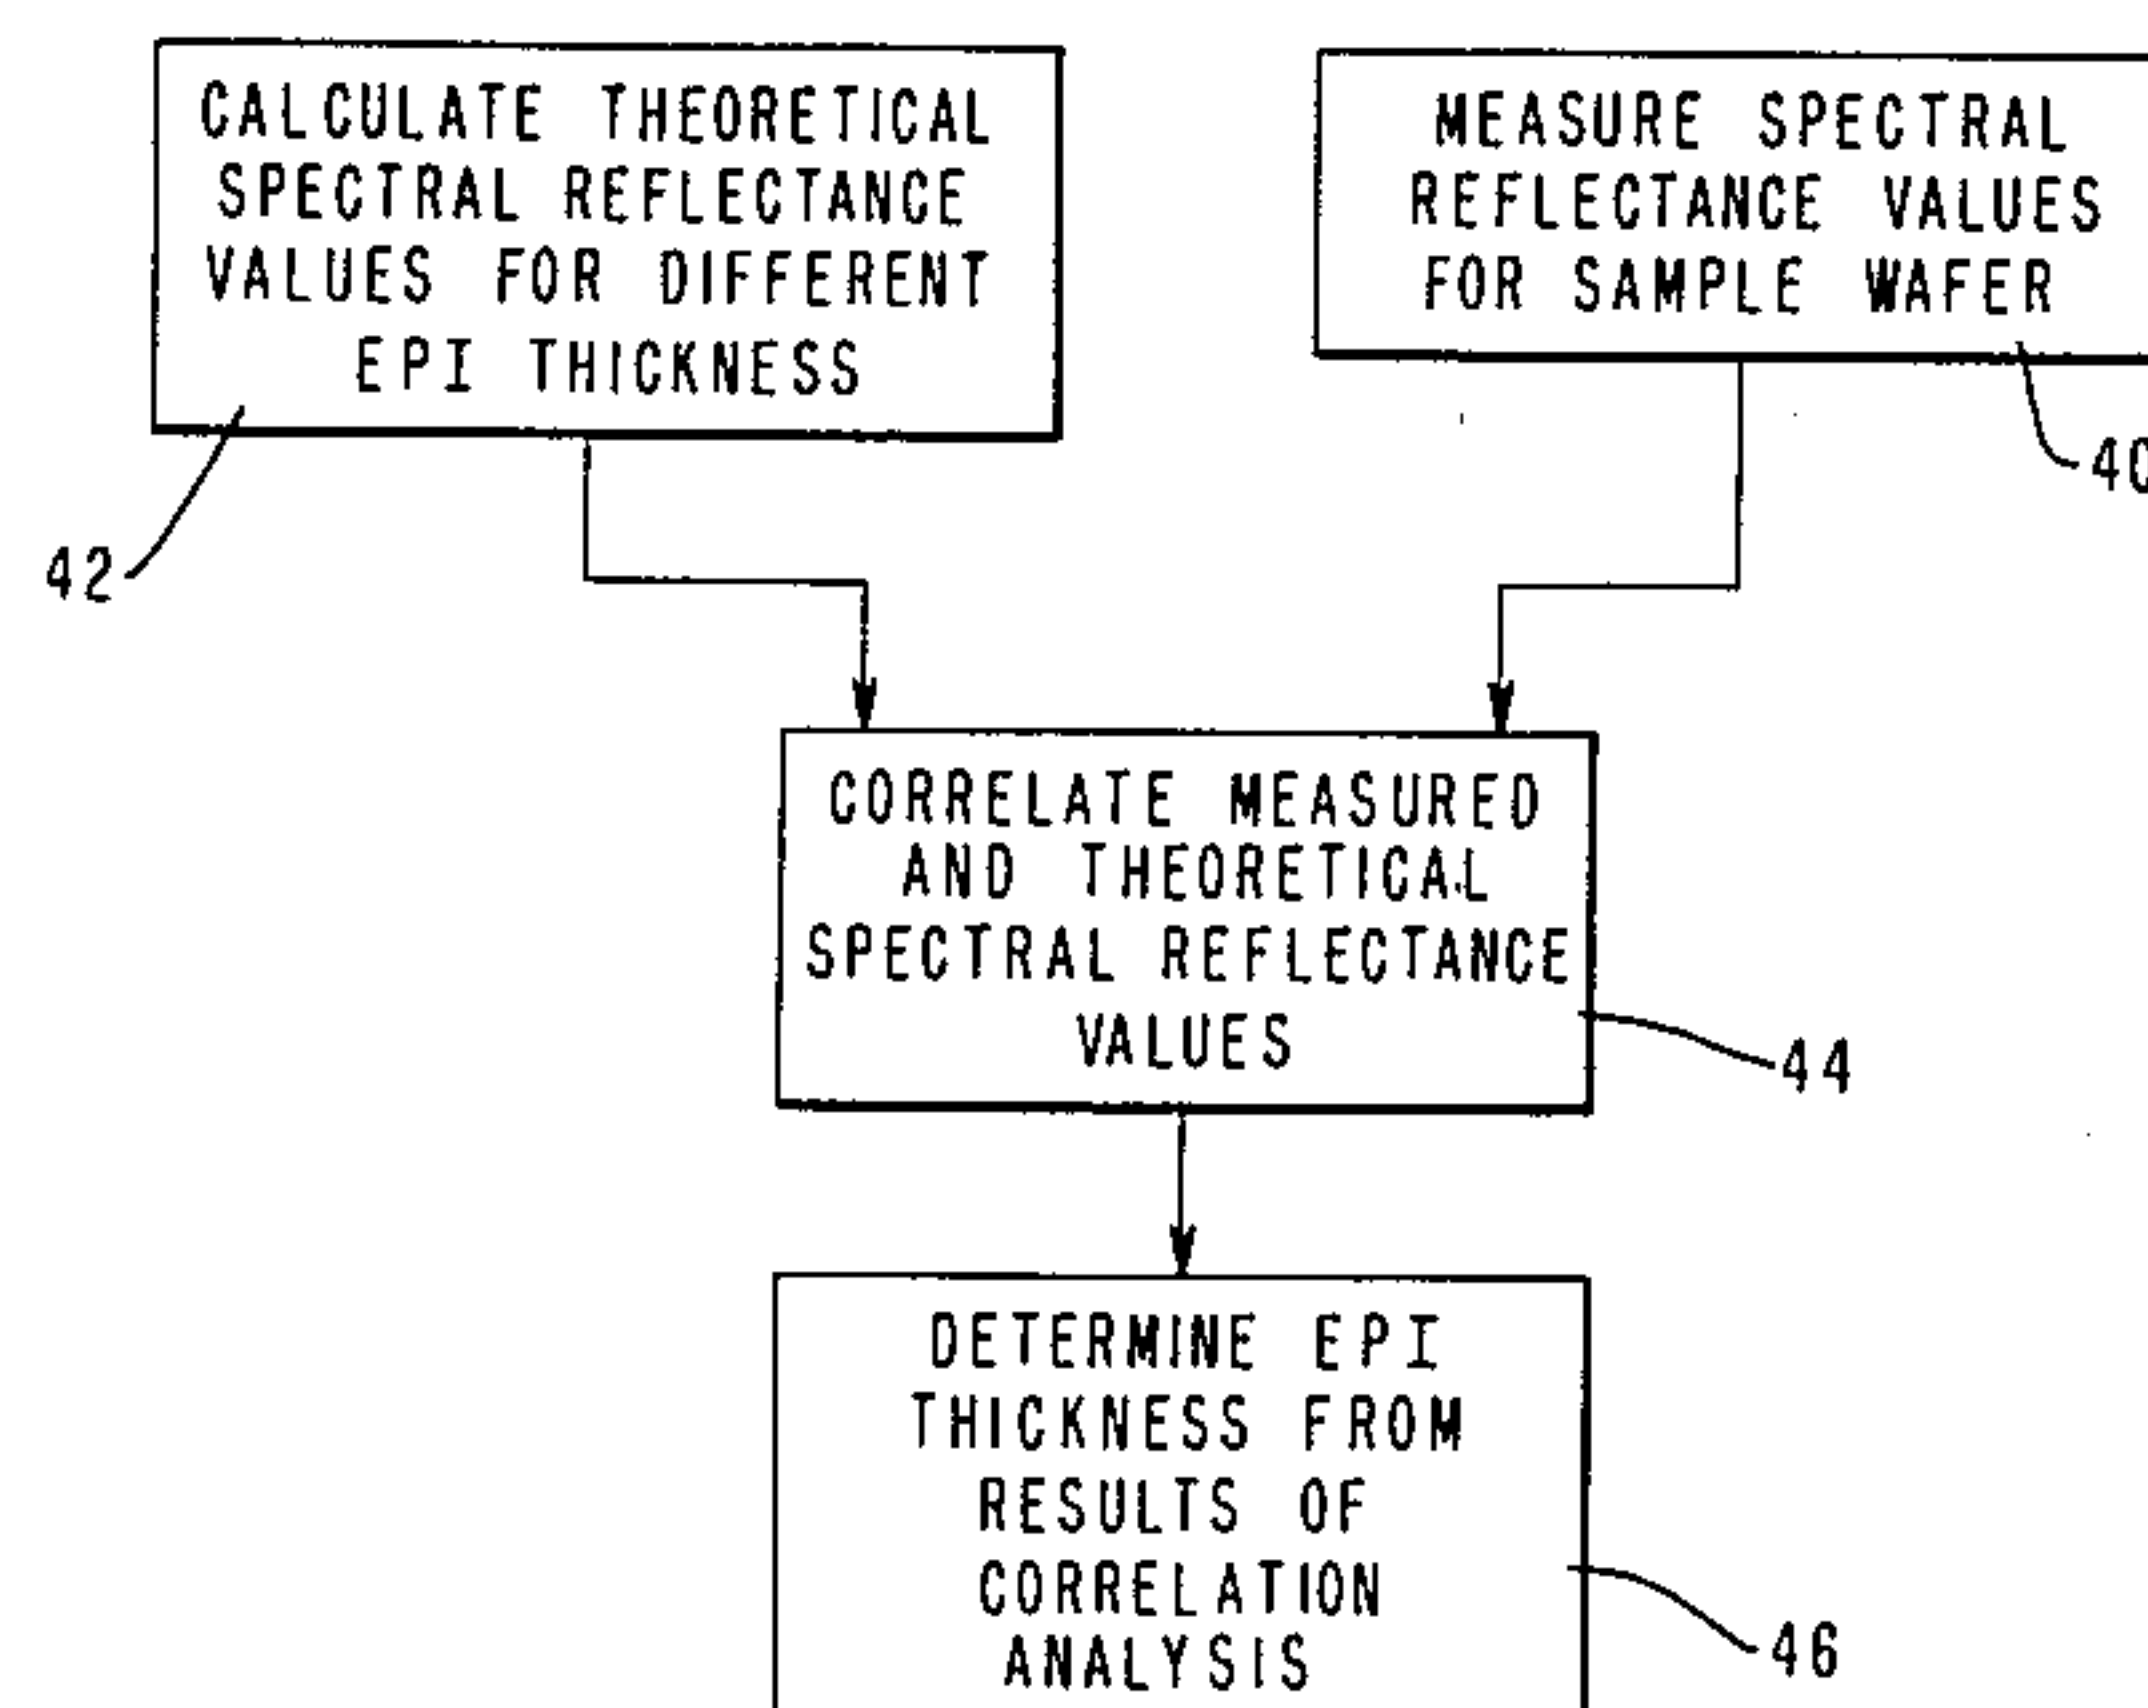 CALCULATE THEORETICAL
SPECTRAL REFLECTANCE
VALUES FOR DIFFERENT
EPI THICKNESS
42
MEASURE SPECTRAL
REFLECTANCE VALUES
FOR SAMPLE WAFER
40
CORRELATE MEASURED
AND THEORETICAL
SPECTRAL REFLECTANCE
VALUES
44
DETERMINE EPI
THICKNESS FROM
RESULTS OF
CORRELATION
ANALYSIS
46